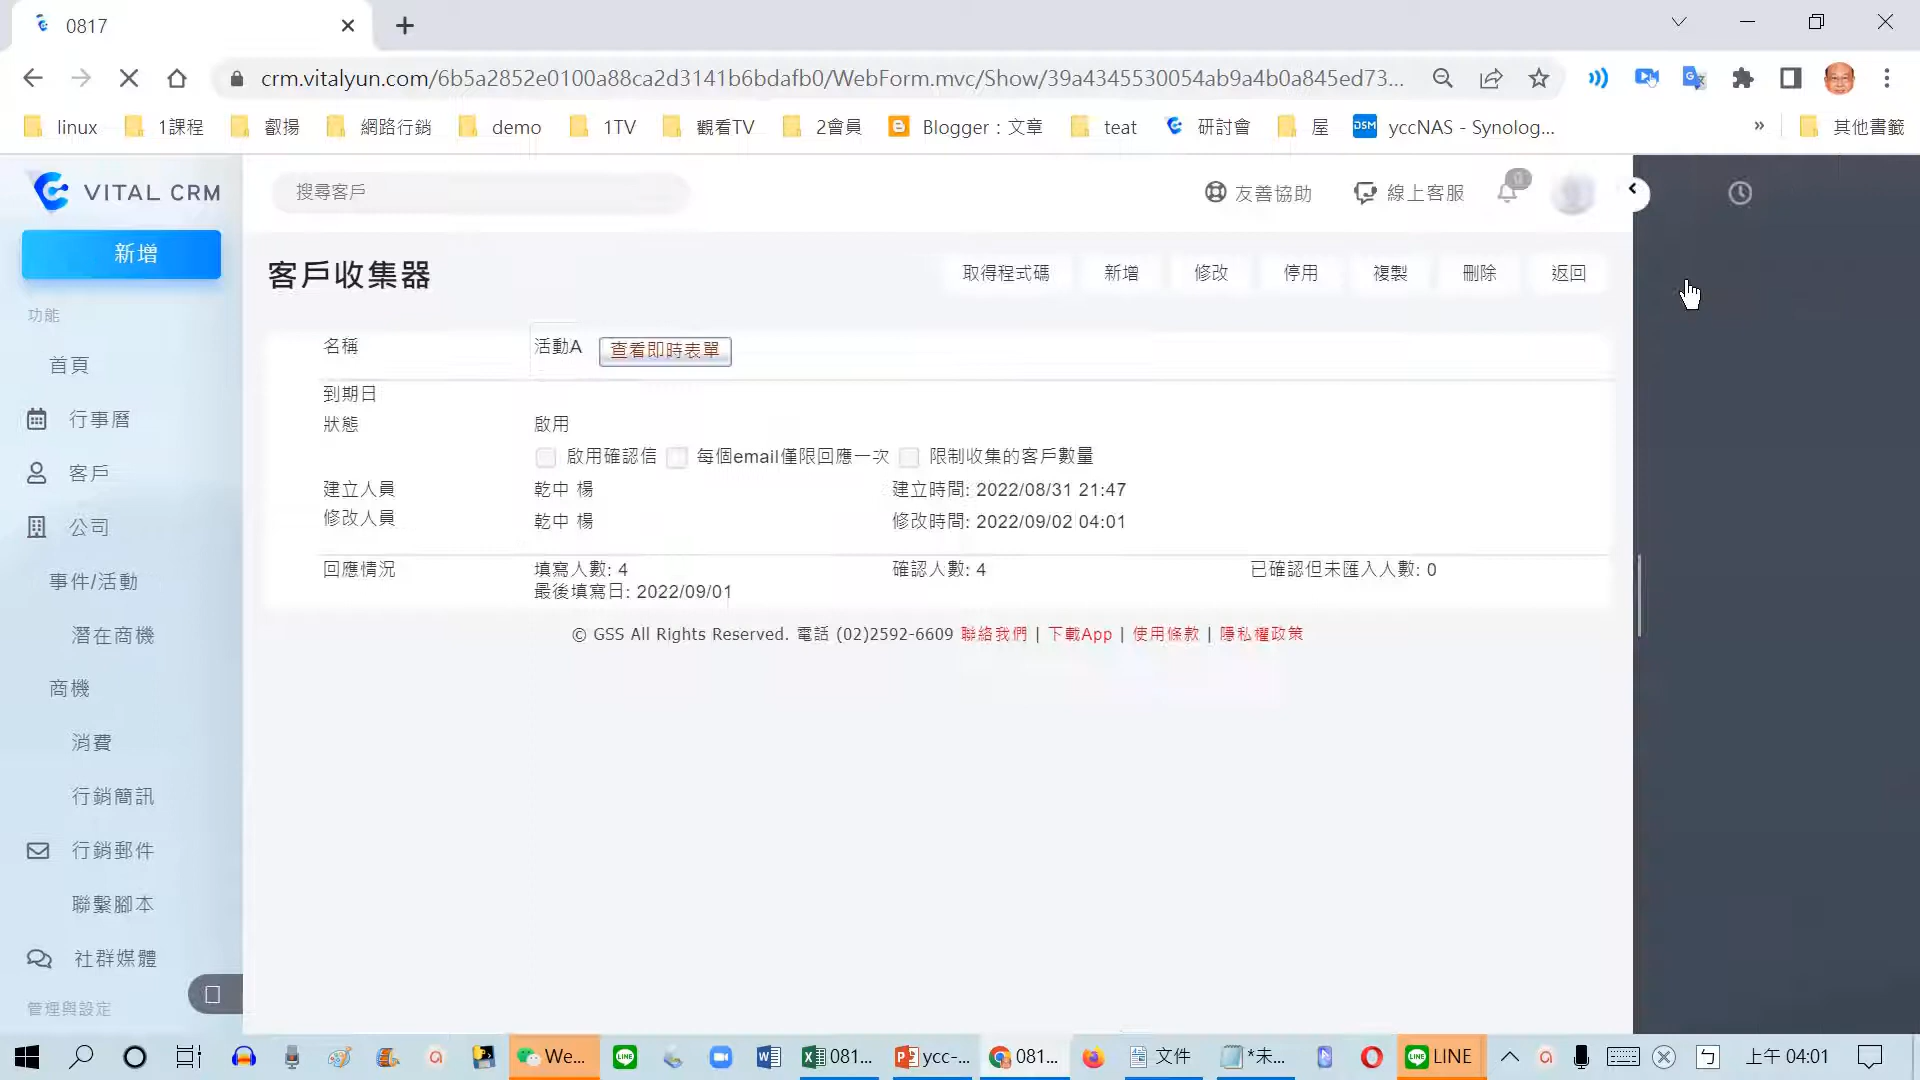 0817
crm.vitalyun.com/6b5a2852e0100a88ca2d3141b6bdafb0/WebForm.mvc/Show/39a4345530054ab9a4b0a845ed73...
linux 1課程 叡揚 網路行銷 demo 1TV 觀看TV 2會員 Blogger：文章 teat 研討會 屋 DSM yccNAS - Synolog... » 其他書籤
VITAL CRM
搜尋客戶
友善協助 線上客服
新增
客戶收集器
取得程式碼 新增 修改 停用 複製 刪除 返回
功能
首頁
行事曆
客戶
公司
事件/活動
潛在商機
商機
消費
行銷簡訊
行銷郵件
聯繫腳本
社群媒體
管理與設定
名稱 活動A 查看即時表單
到期日
狀態 啟用
啟用確認信 每個email僅限回應一次 限制收集的客戶數量
建立人員 乾中 楊 建立時間: 2022/08/31 21:47
修改人員 乾中 楊 修改時間: 2022/09/02 04:01
回應情況 填寫人數: 4 確認人數: 4 已確認但未匯入人數: 0
最後填寫日: 2022/09/01
© GSS All Rights Reserved. 電話 (02)2592-6609 聯絡我們 | 下載App | 使用條款 | 隱私權政策
We... 081... ycc-... 081... 文件 *未... LINE ㄅ 上午 04:01